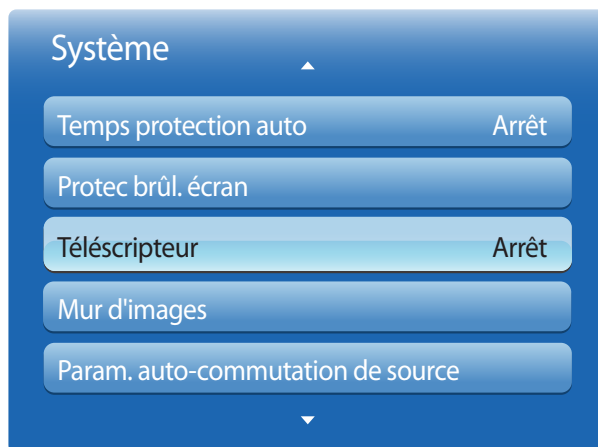 Système
Temps protection auto Arrêt
Protec brûl. écran
Téléscripteur Arrêt
Mur d'images
Param. auto-commutation de source